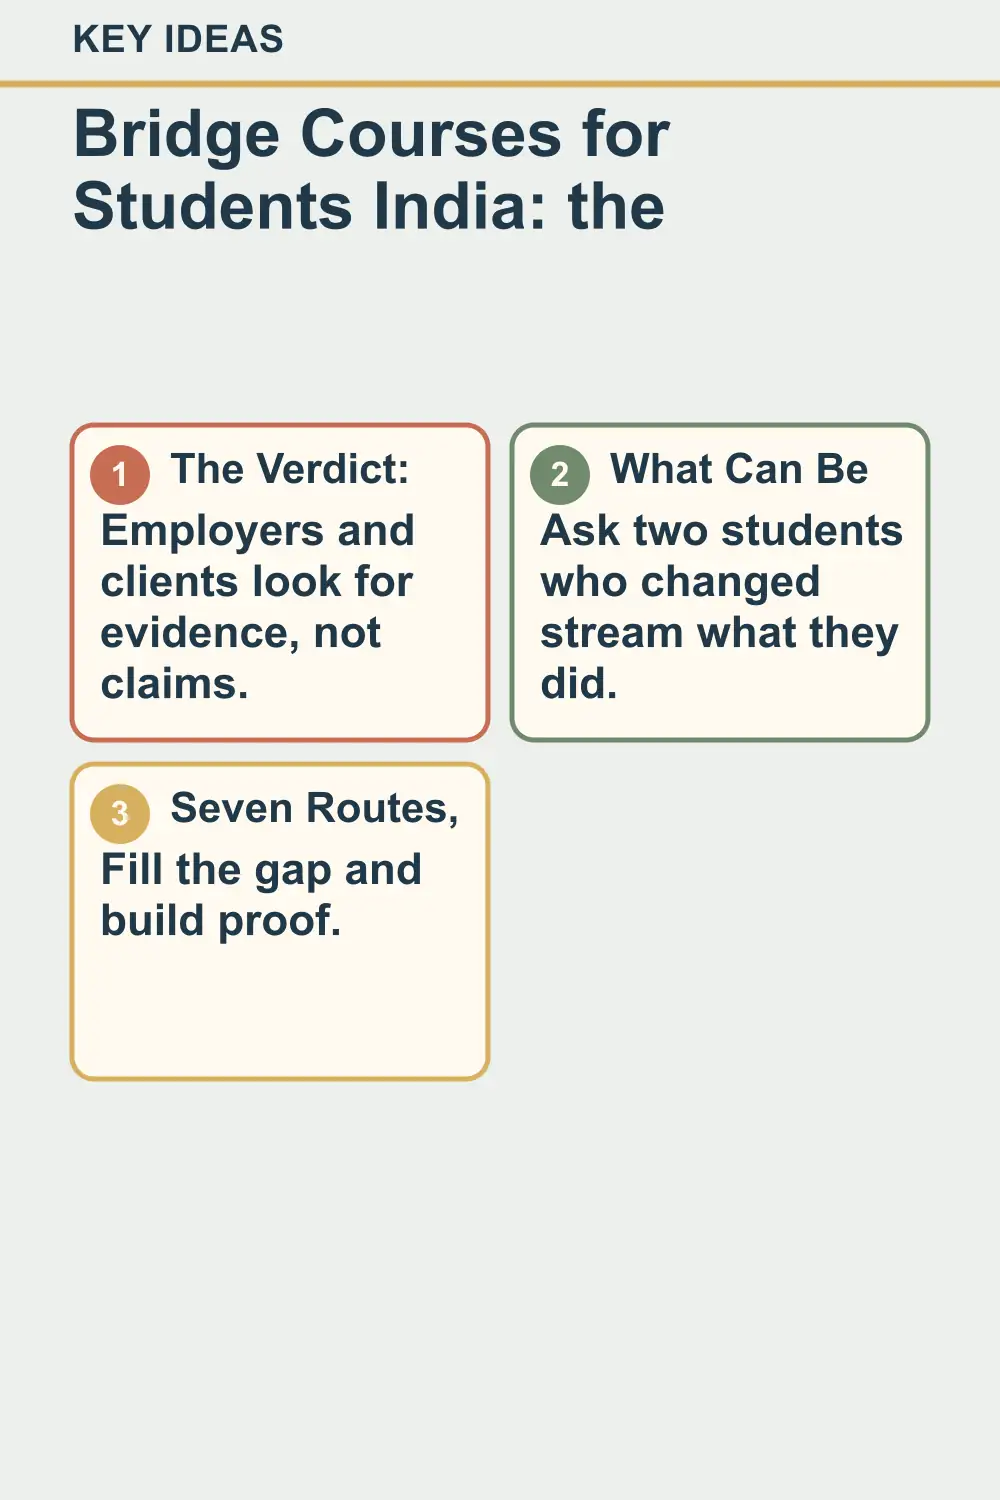 KEY IDEAS
Bridge Courses for
Students India: the
1 The Verdict:
Employers and
clients look for
evidence, not
claims.
2 What Can Be
Ask two students
who changed
stream what they
did.
3 Seven Routes,
Fill the gap and
build proof.